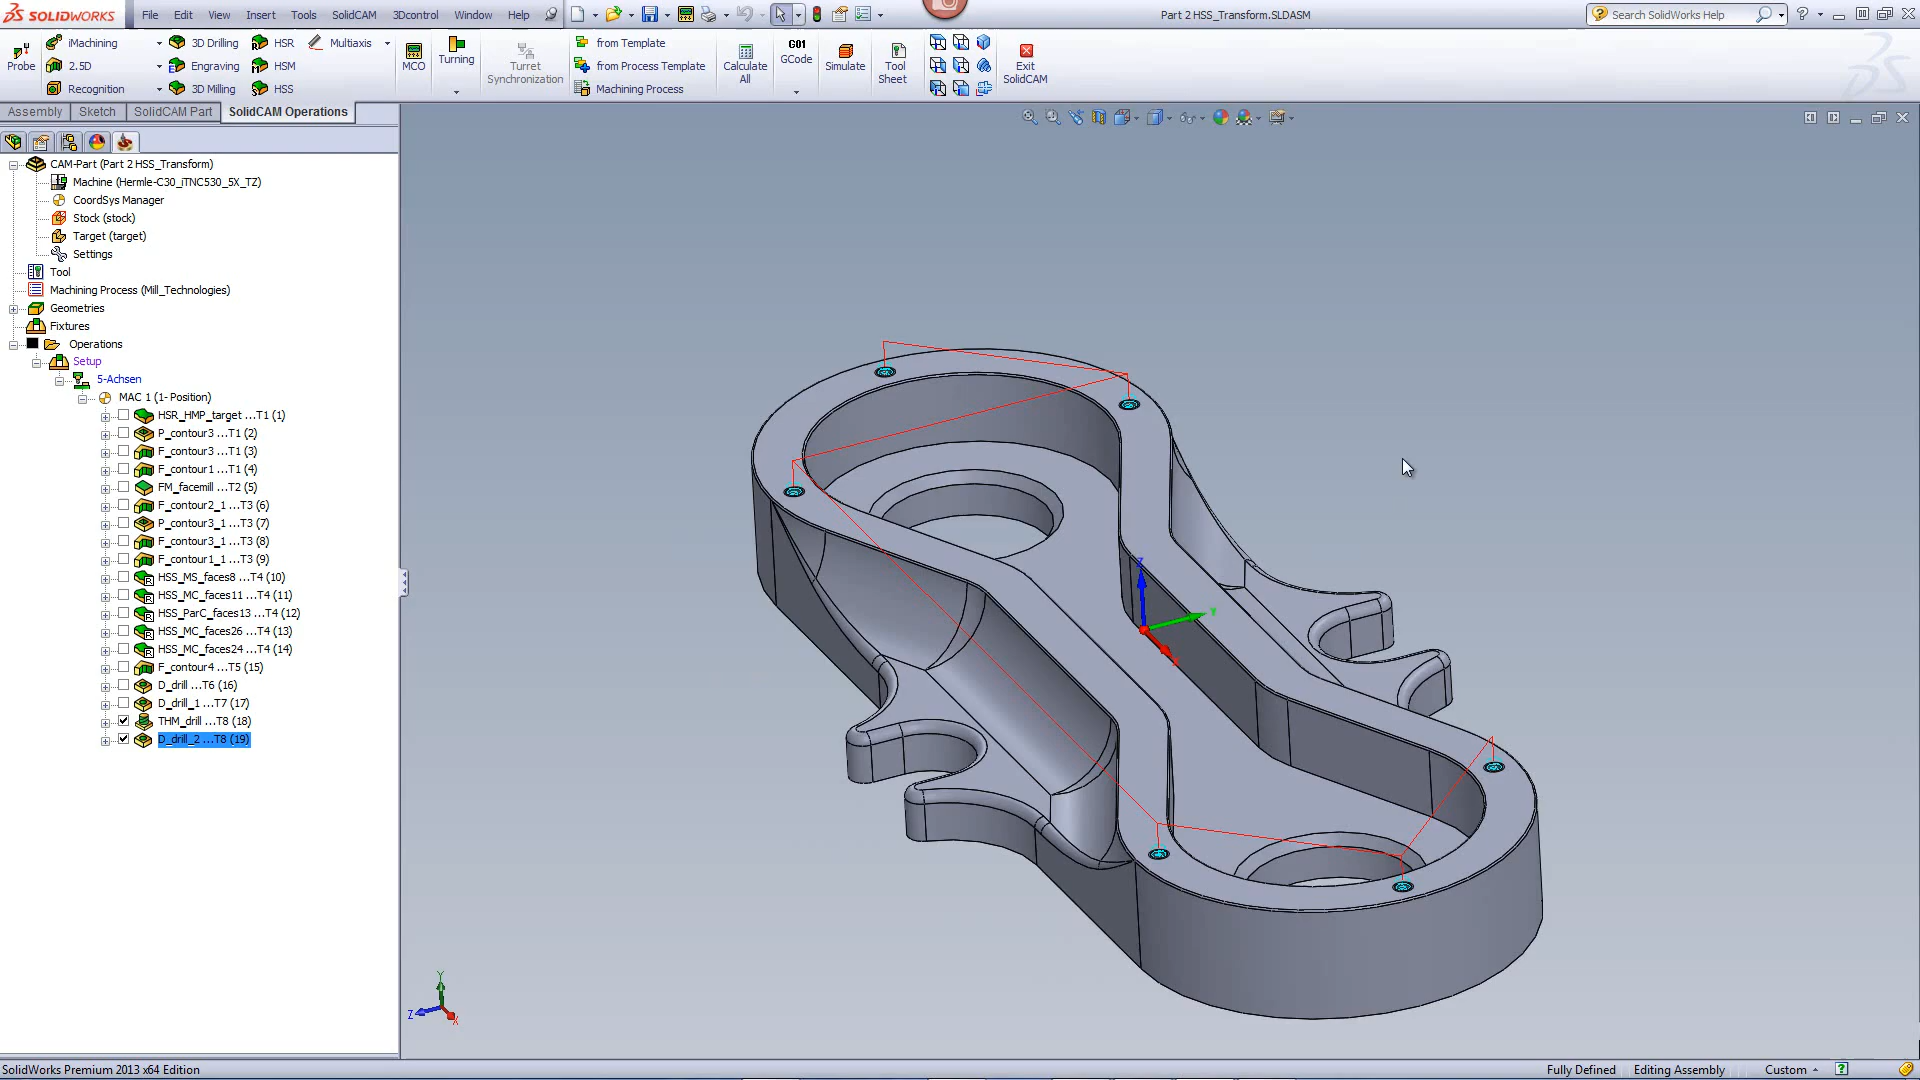 SOLIDWORKS File Edit View Insert Tools SolidCAM 3Dcontrol Window Help Part 2 HSS_Transform.SLDASM Search SolidWorks Help
Probe
iMachining
2.5D
Recognition
3D Drilling
Engraving
3D Milling
HSR
HSM
HSS
Multiaxis
MCO
Turning
Turret
Synchronization
from Template
from Process Template
Machining Process
Calculate
All
G01
GCode
Simulate
Tool
Sheet
Exit
SolidCAM
Assembly Sketch SolidCAM Part SolidCAM Operations
CAM-Part (Part 2 HSS_Transform)
Machine (Hermle-C30_iTNC530_5X_TZ)
CoordSys Manager
Stock (stock)
Target (target)
Settings
Tool
Machining Process (Mill_Technologies)
Geometries
Fixtures
Operations
Setup
5-Achsen
MAC 1 (1- Position)
HSR_HMP_target ...T1 (1)
P_contour3 ...T1 (2)
F_contour3 ...T1 (3)
F_contour1 ...T1 (4)
FM_facemill ...T2 (5)
F_contour2_1 ...T3 (6)
P_contour3_1 ...T3 (7)
F_contour3_1 ...T3 (8)
F_contour1_1 ...T3 (9)
HSS_MS_faces8 ...T4 (10)
HSS_MC_faces11 ...T4 (11)
HSS_ParC_faces13 ...T4 (12)
HSS_MC_faces26 ...T4 (13)
HSS_MC_faces24 ...T4 (14)
F_contour4 ...T5 (15)
D_drill ...T6 (16)
D_drill_1 ...T7 (17)
THM_drill ...T8 (18)
D_drill_2 ...T8 (19)
Z
Y
X
Y
Z
X
SolidWorks Premium 2013 x64 Edition
Fully Defined Editing Assembly Custom